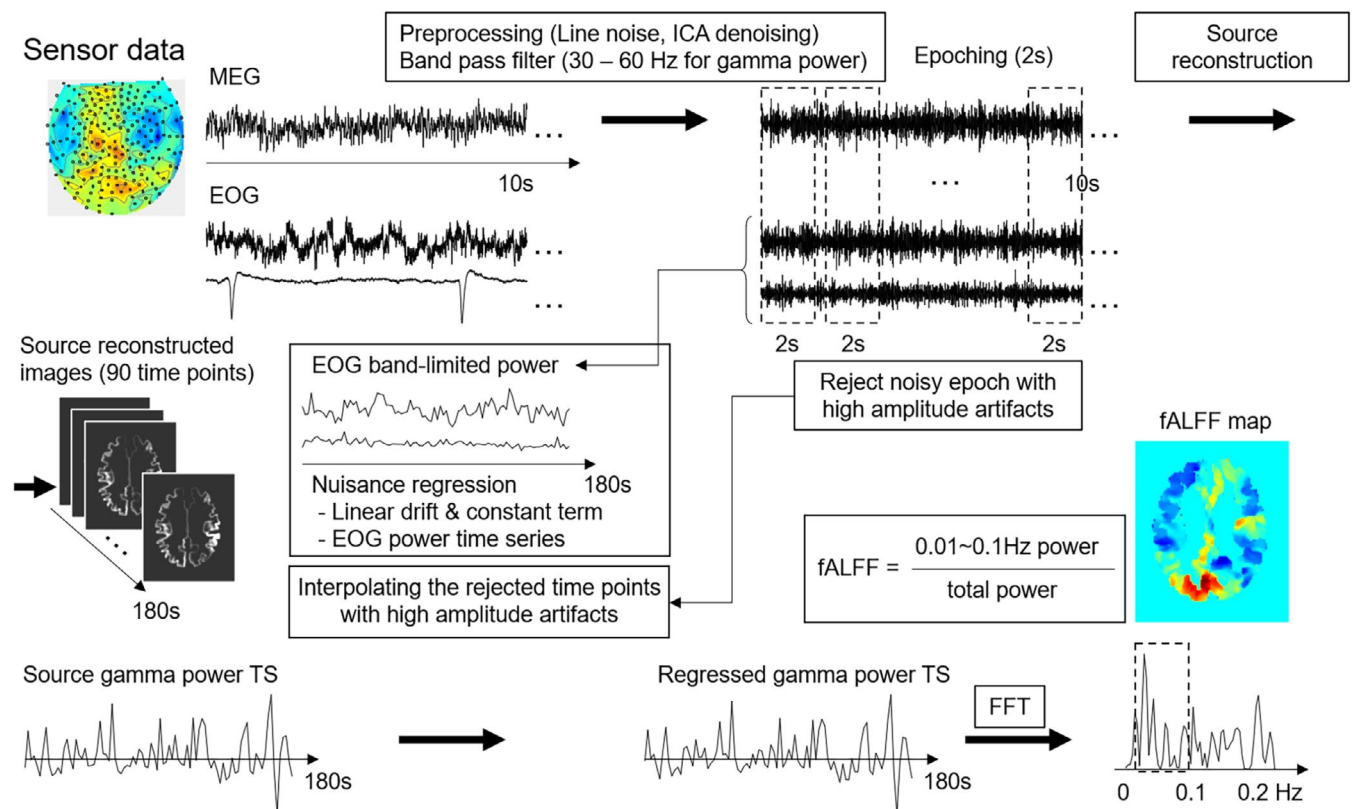 Sensor data
MEG
Preprocessing (Line noise, ICA denoising)
Band pass filter (30 – 60 Hz for gamma power)
Epoching (2s)
Source
reconstruction
...
10s
...
...
10s
EOG
...
...
...
...
2s
2s
2s
Source reconstructed
images (90 time points)
...
180s
EOG band-limited power
180s
Nuisance regression
- Linear drift & constant term
- EOG power time series
Reject noisy epoch with
high amplitude artifacts
Interpolating the rejected time points
with high amplitude artifacts
fALFF map
fALFF = 0.01~0.1Hz power
total power
Source gamma power TS
180s
Regressed gamma power TS
180s
FFT
0 0.1 0.2 Hz